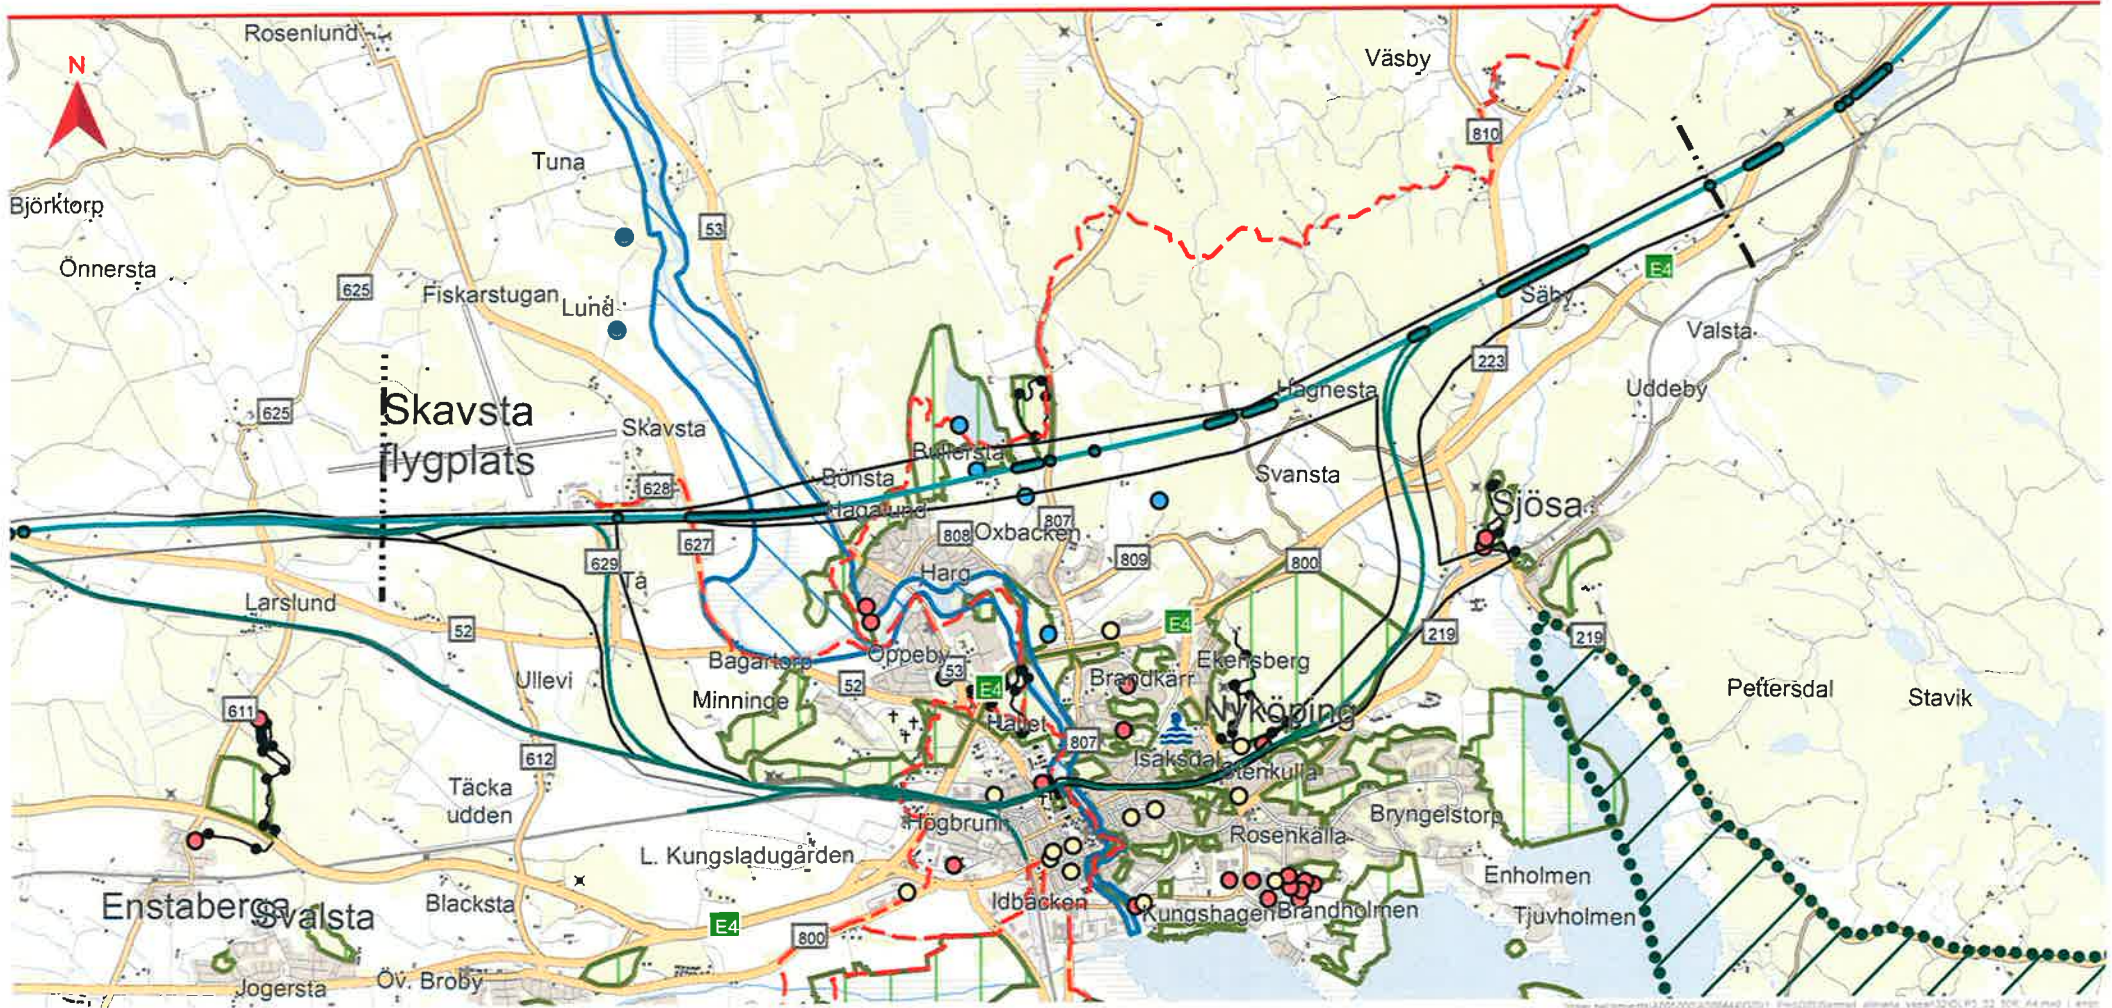 Rosenlund
Väsby
N
810
Tuna
Björktorp
53
Önnersta
E4
625
Fiskarstugan
Lund
Säby
Valsta
223
Hagnesta
Uddeby
625
Skavsta
flygplats
Skavsta
Bullersta
Bönsta
Svansta
628
Sjösa
Hagalund
807
808
Oxbacken
627
809
800
629
Tå
Harg
Larslund
52
E4
219
219
Bagartorp
Oppeby
53
Ekensberg
Brandkärr
Ullevi
52
E4
Pettersdal
Stavik
Minninge
611
Hållet
Nyköping
807
612
Isaksdal
Stenkulla
Täcka
udden
Högbrunn
Bryngelstorp
Rosenkälla
L. Kungsladugården
Enholmen
Enstaberga
Svalsta
Blacksta
Idbäcken
Kungshagen
Brandholmen
Tjuvholmen
E4
800
Jogersta
Öv. Broby